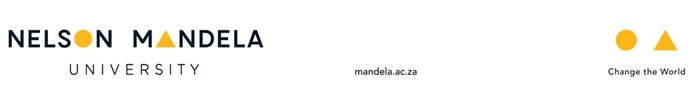 NELSON MANDELA
UNIVERSITY
mandela.ac.za
Change the World